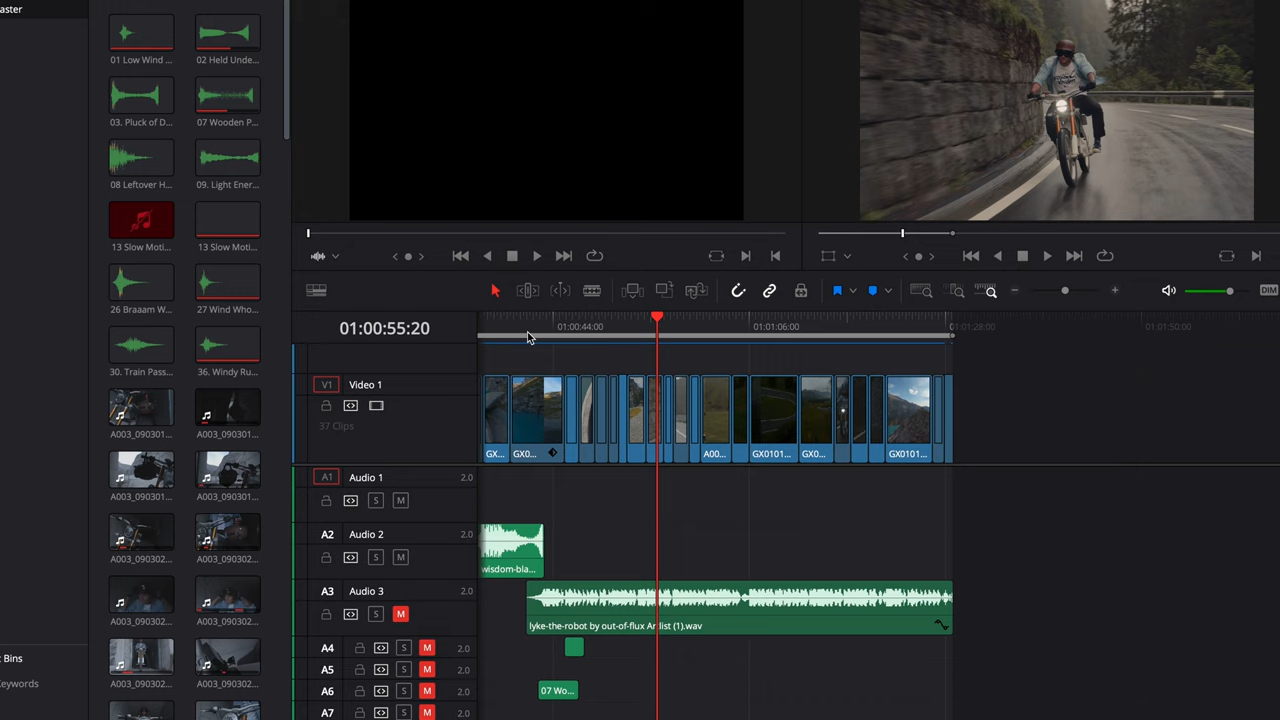 aster
01 Low Wind ...
02 Held Unde...
03. Pluck of D...
07 Wooden P...
08 Leftover H...
09. Light Ener...
13 Slow Moti...
13 Slow Moti...
26 Braaam W...
27 Wind Who...
30. Train Pass...
36. Windy Ru...
A003_090301...
A003_090301...
A003_090301...
A003_090301...
A003_090302...
A003_090302...
A003_090302...
A003_090302...
A003_090302...
A003_090302...
t Bins
eywords
DIM
01:00:55:20
01:00:44:00
01:01:06:00
01:01:28:00
01:01:50:00
V1
Video 1
37 Clips
GX...
GX0...
A00...
GX0101...
GX0...
GX0101...
A1
Audio 1
2.0
S
M
A2
Audio 2
2.0
S
M
wisdom-bla...
A3
Audio 3
2.0
S
M
lyke-the-robot by out-of-flux Artlist (1).wav
A4
S
M
2.0
A5
S
M
2.0
A6
S
M
2.0
07 Wo...
A7
S
M
2.0